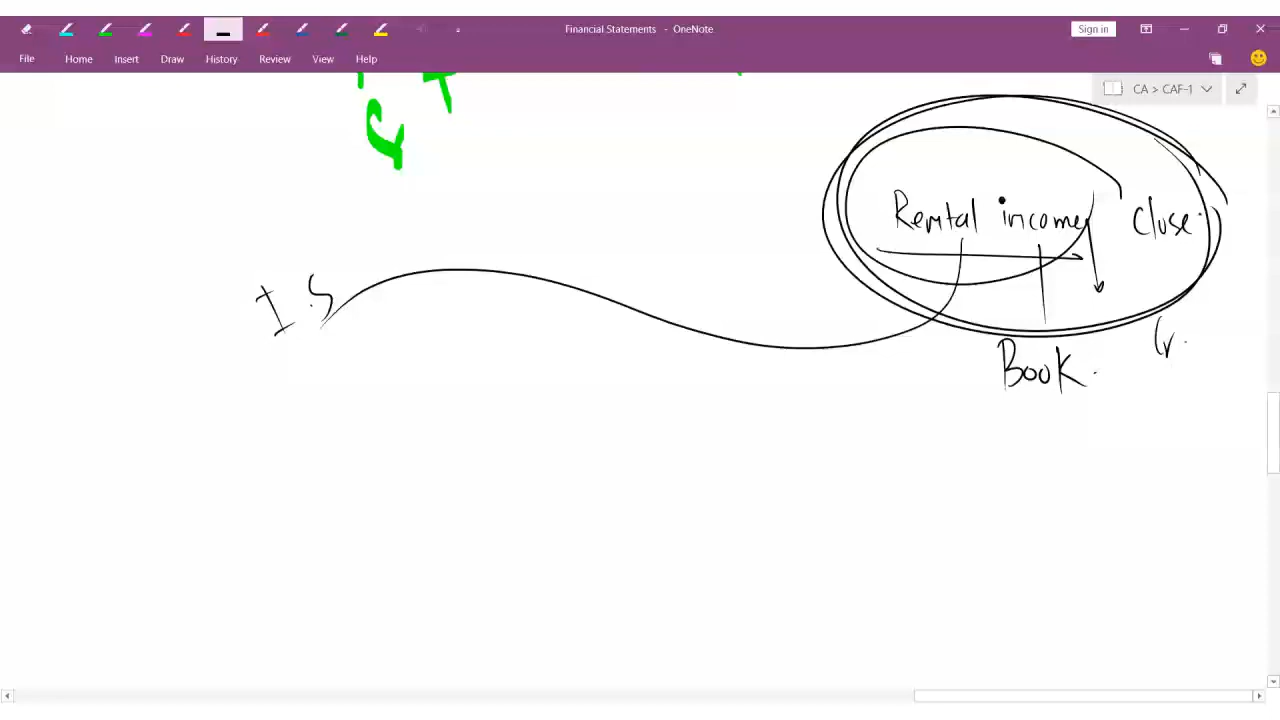 Financial Statements - OneNote
Sign in
File Home Insert Draw History Review View Help
CA > CAF-1
Rental income close.
I.S
Cr.
Book.